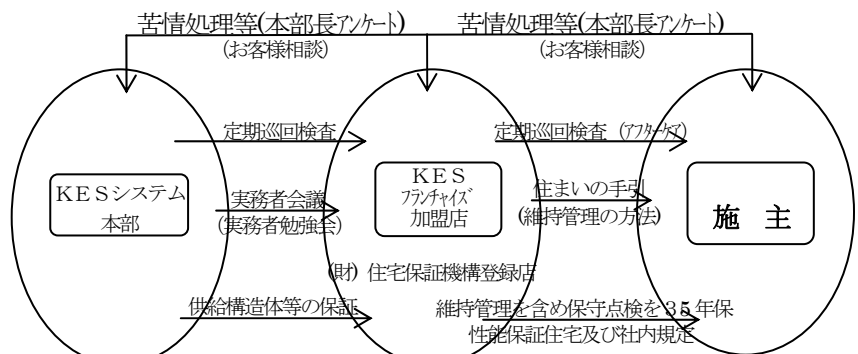 苦情処理等(本部長アンケート)
(お客様相談)
苦情処理等(本部長アンケート)
(お客様相談)
定期巡回検査
定期巡回検査 (アフターケア)
KESシステム
本部
実務者会議
(実務者勉強会)
KES
フランチャイズ
加盟店
住まいの手引
(維持管理の方法)
施 主
(財) 住宅保証機構登録店
供給構造体等の保証
維持管理を含め保守点検を35年保
性能保証住宅及び社内規定